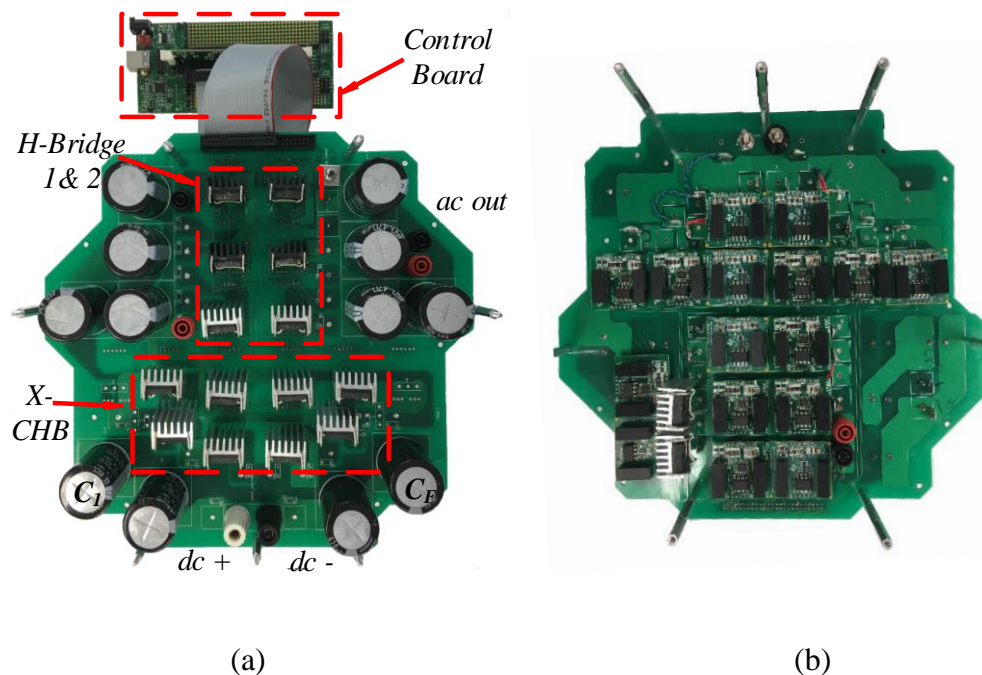 Control
Board
H-Bridge
1& 2
ac out
X-
CHB
C1
CF
dc +
dc -
(a)
(b)